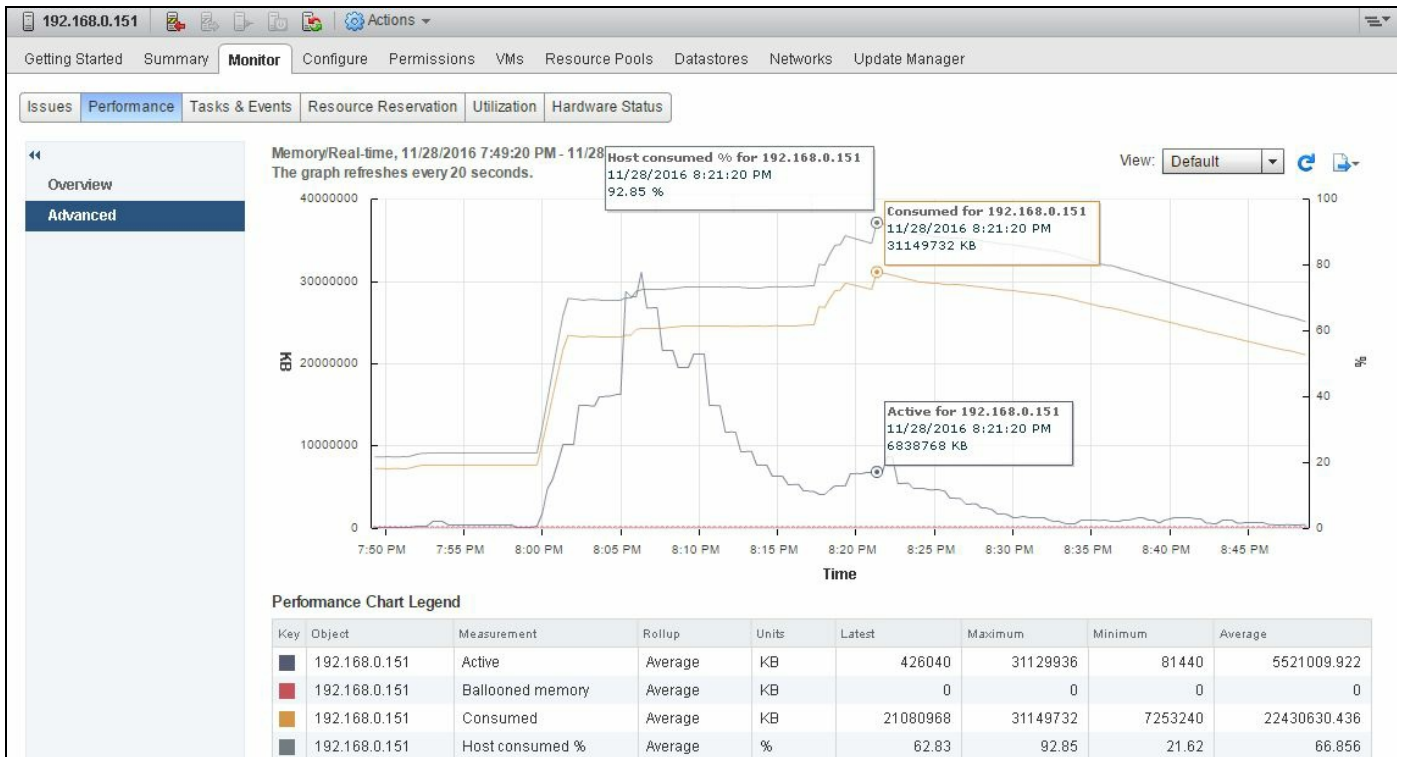 192.168.0.151 Actions
Getting Started Summary Monitor Configure Permissions VMs Resource Pools Datastores Networks Update Manager
Issues Performance Tasks & Events Resource Reservation Utilization Hardware Status
Overview
Advanced
Memory/Real-time, 11/28/2016 7:49:20 PM - 11/28
The graph refreshes every 20 seconds.
View: Default
Host consumed % for 192.168.0.151
11/28/2016 8:21:20 PM
92.85 %
Consumed for 192.168.0.151
11/28/2016 8:21:20 PM
31149732 KB
Active for 192.168.0.151
11/28/2016 8:21:20 PM
6838768 KB
40000000
30000000
20000000
10000000
0
KB
100
80
60
40
20
0
%
7:50 PM 7:55 PM 8:00 PM 8:05 PM 8:10 PM 8:15 PM 8:20 PM 8:25 PM 8:30 PM 8:35 PM 8:40 PM 8:45 PM
Time
Performance Chart Legend
Key Object Measurement Rollup Units Latest Maximum Minimum Average
192.168.0.151 Active Average KB 426040 31129936 81440 5521009.922
192.168.0.151 Ballooned memory Average KB 0 0 0 0
192.168.0.151 Consumed Average KB 21080968 31149732 7253240 22430630.436
192.168.0.151 Host consumed % Average % 62.83 92.85 21.62 66.856